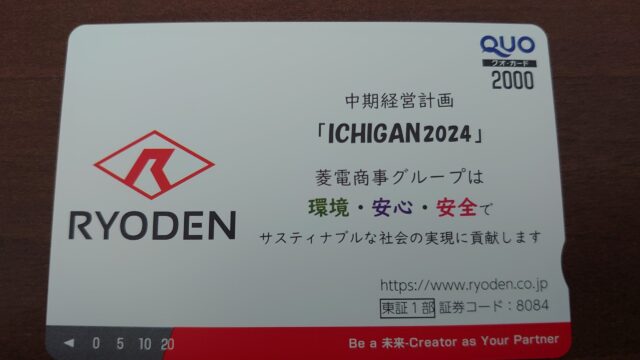 QUO
クオ・カード
2000
中期経営計画
「ICHIGAN2024」
菱電商事グループは
環境・安心・安全で
サスティナブルな社会の実現に貢献します
RYODEN
https://www.ryoden.co.jp
東証1部 証券コード：8084
◀ 0 5 10 20
Be a 未来-Creator as Your Partner